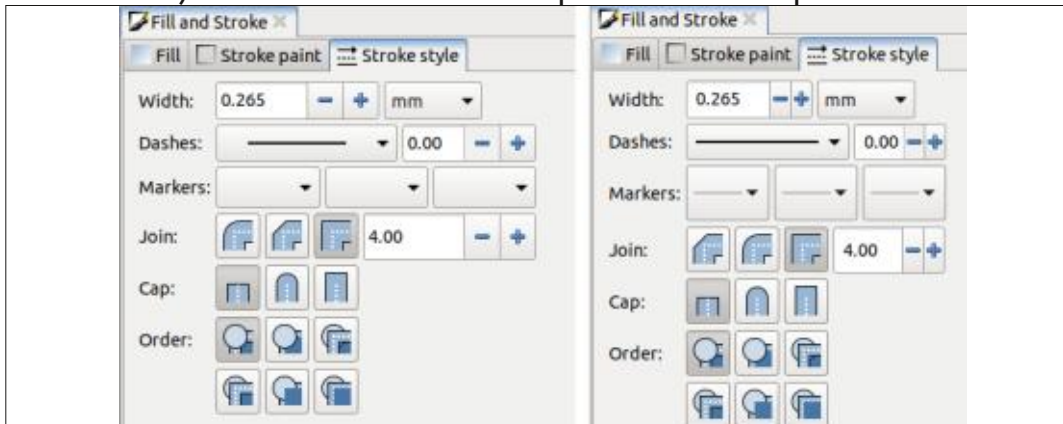 Fill and Stroke
Fill Stroke paint Stroke style
Width: 0.265 mm
Dashes: 0.00
Markers:
Join: 4.00
Cap:
Order:
Fill and Stroke
Fill Stroke paint Stroke style
Width: 0.265 mm
Dashes: 0.00
Markers:
Join: 4.00
Cap:
Order: